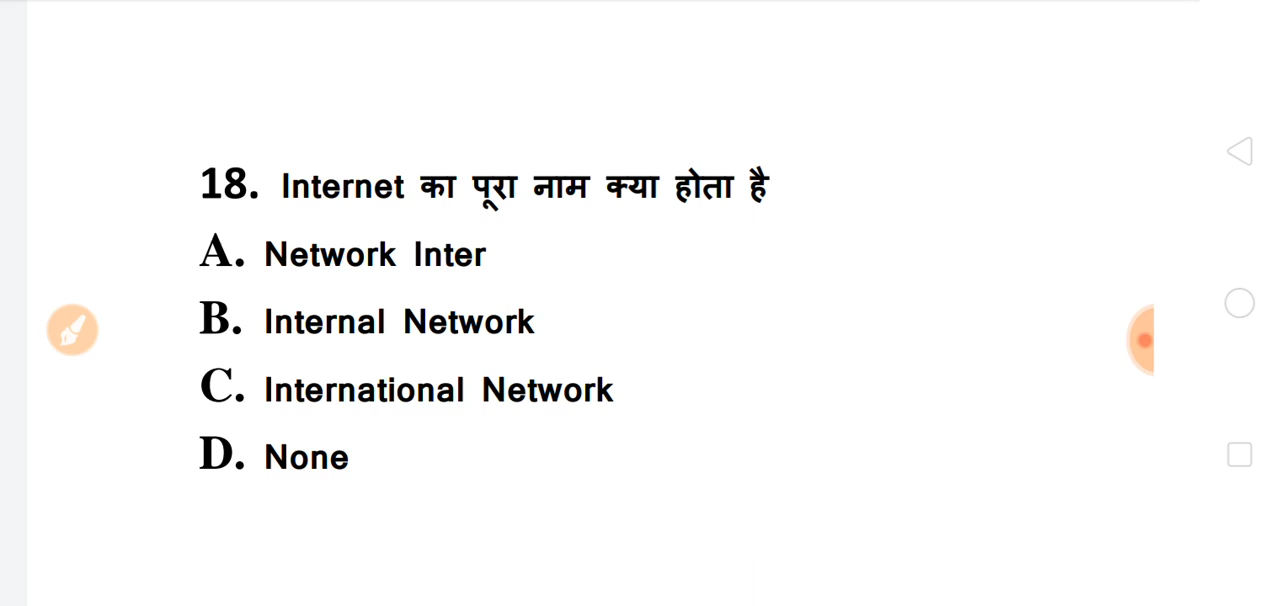 18. Internet का पूरा नाम क्या होता है
A. Network Inter
B. Internal Network
C. International Network
D. None